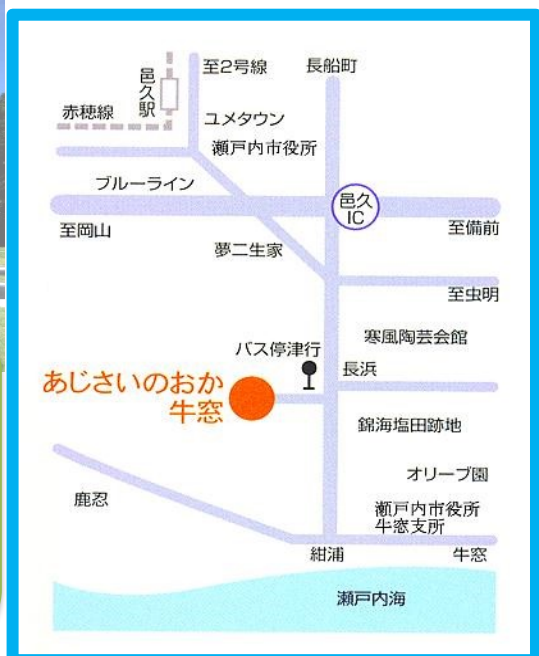 至2号線
長船町
邑久駅
赤穂線
ユメタウン
瀬戸内市役所
ブルーライン
邑久
IC
至岡山
至備前
夢二生家
至虫明
寒風陶芸会館
バス停津行
長浜
あじさいのおか
牛窓
錦海塩田跡地
オリーブ園
鹿忍
瀬戸内市役所
牛窓支所
紺浦
牛窓
瀬戸内海